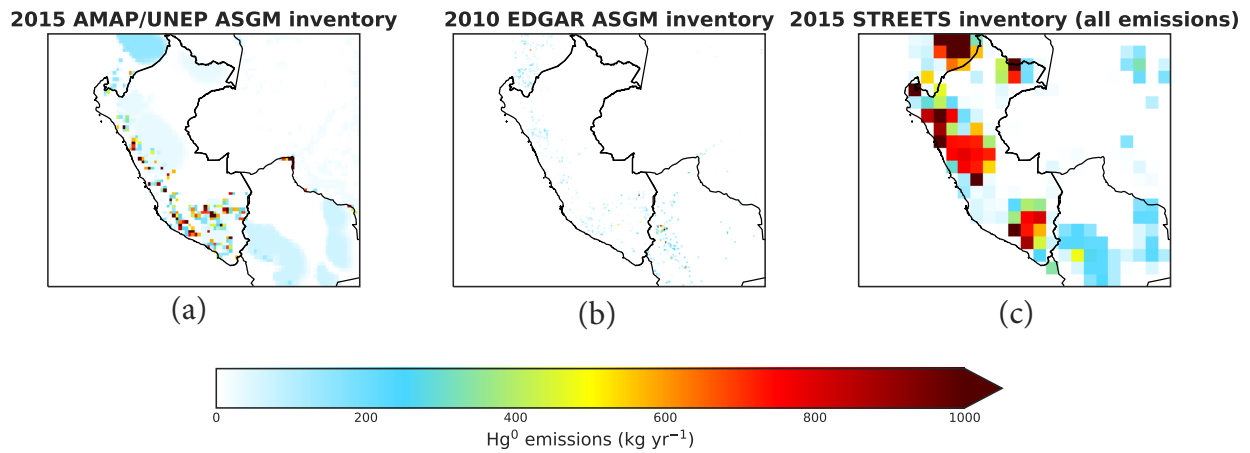 2015 AMAP/UNEP ASGM inventory
2010 EDGAR ASGM inventory
2015 STREETS inventory (all emissions)
(a)
(b)
(c)
0 200 400 600 800 1000
Hg⁰ emissions (kg yr⁻¹)